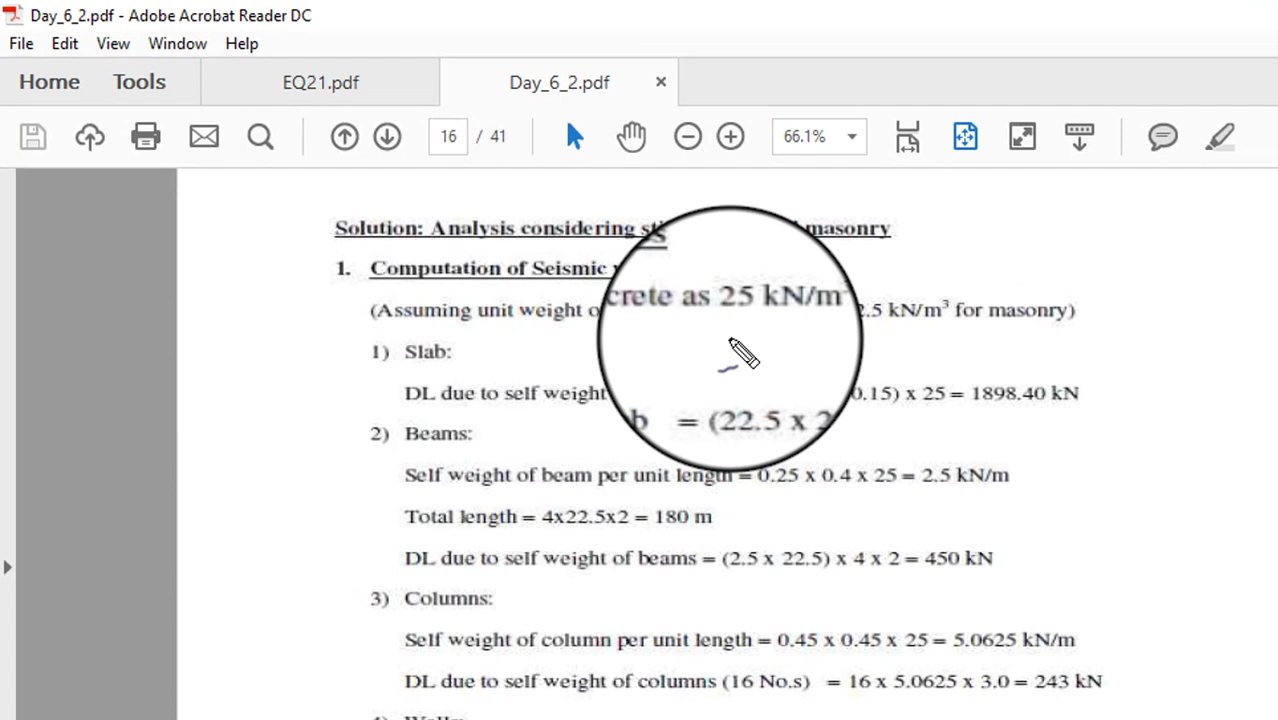 Day_6_2.pdf - Adobe Acrobat Reader DC
File Edit View Window Help
Home Tools EQ21.pdf Day_6_2.pdf ×
16 / 41 66.1%
Solution: Analysis considering masonry
1. Computation of Seismic
(Assuming unit weight crete as 25 kN/m 2.5 kN/m³ for masonry)
1) Slab:
DL due to self weight b = (22.5 x 0.15) x 25 = 1898.40 kN
2) Beams:
Self weight of beam per unit length = 0.25 x 0.4 x 25 = 2.5 kN/m
Total length = 4x22.5x2 = 180 m
DL due to self weight of beams = (2.5 x 22.5) x 4 x 2 = 450 kN
3) Columns:
Self weight of column per unit length = 0.45 x 0.45 x 25 = 5.0625 kN/m
DL due to self weight of columns (16 No.s) = 16 x 5.0625 x 3.0 = 243 kN